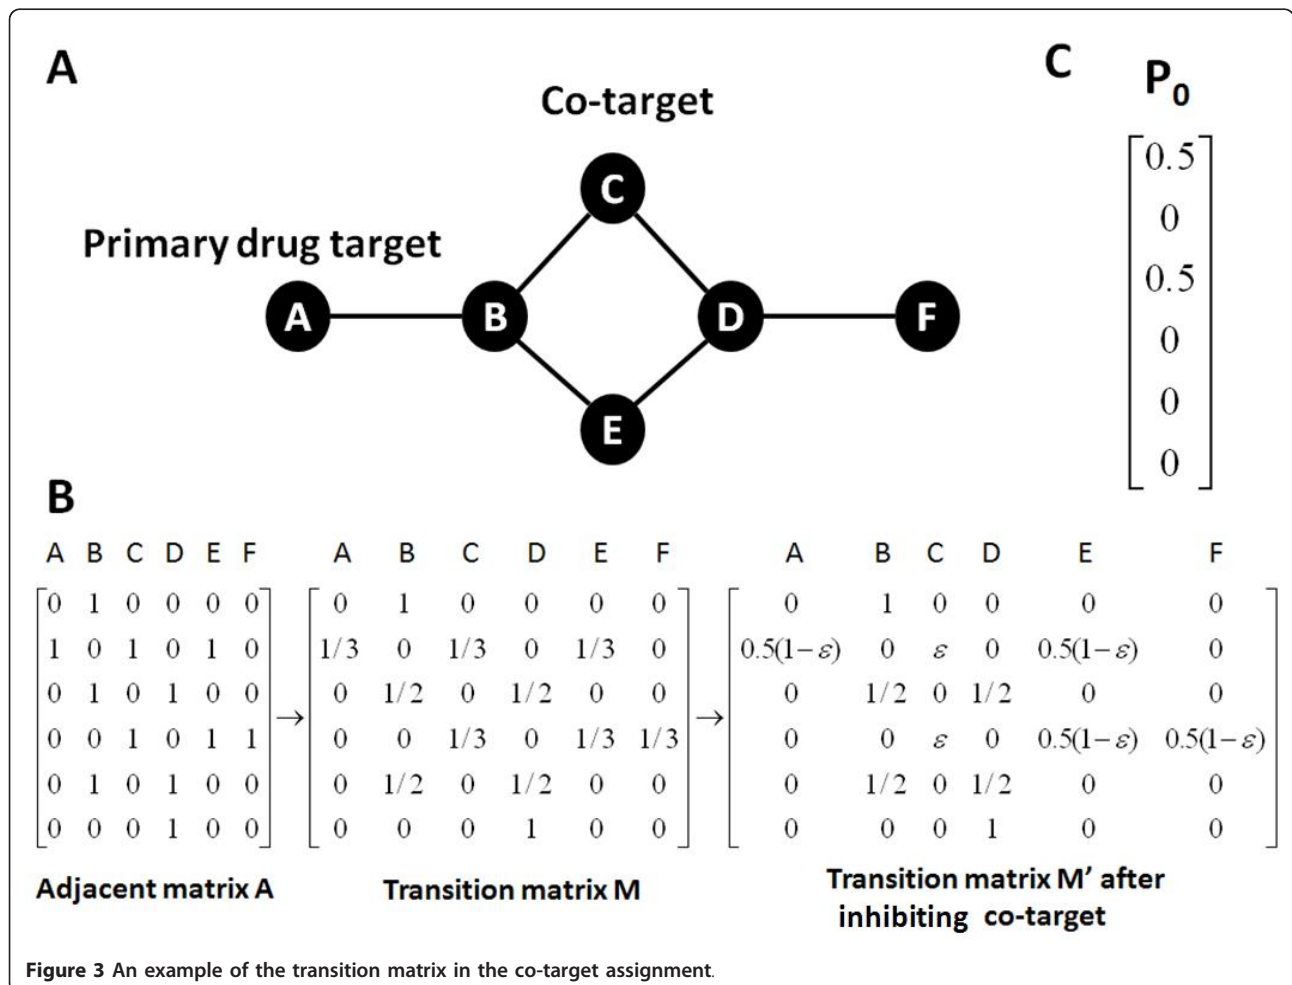 A
Co-target
C
Primary drug target
A
B
D
F
E
C
P0
0.5
0
0.5
0
0
0
B
A B C D E F
0 1 0 0 0 0
1 0 1 0 1 0
0 1 0 1 0 0
0 0 1 0 1 1
0 1 0 1 0 0
0 0 0 1 0 0
Adjacent matrix A
→
A B C D E F
0 1 0 0 0 0
1/3 0 1/3 0 1/3 0
0 1/2 0 1/2 0 0
0 0 1/3 0 1/3 1/3
0 1/2 0 1/2 0 0
0 0 0 1 0 0
Transition matrix M
→
A B C D E F
0 1 0 0 0 0
0.5(1−ε) 0 ε 0 0.5(1−ε) 0
0 1/2 0 1/2 0 0
0 0 ε 0 0.5(1−ε) 0.5(1−ε)
0 1/2 0 1/2 0 0
0 0 0 1 0 0
Transition matrix M’ after
inhibiting co-target
Figure 3 An example of the transition matrix in the co-target assignment.